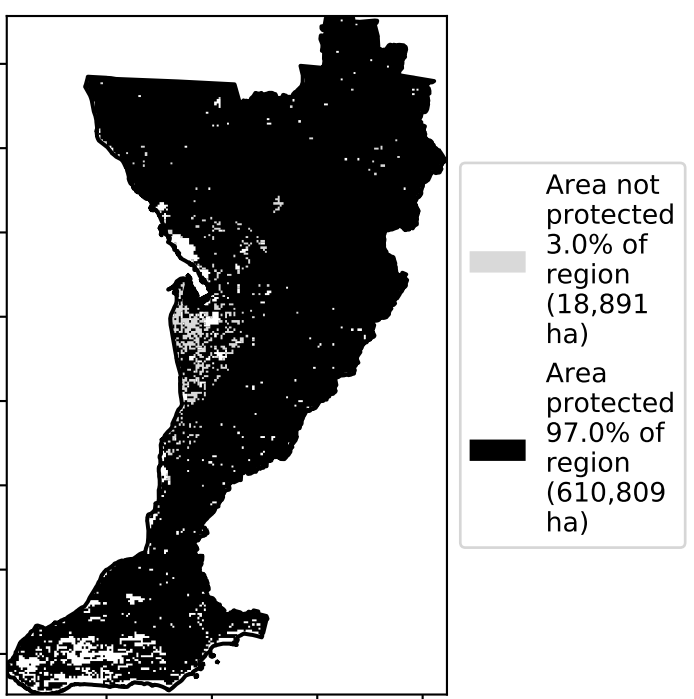 Area not
protected
3.0% of
region
(18,891
ha)
Area
protected
97.0% of
region
(610,809
ha)